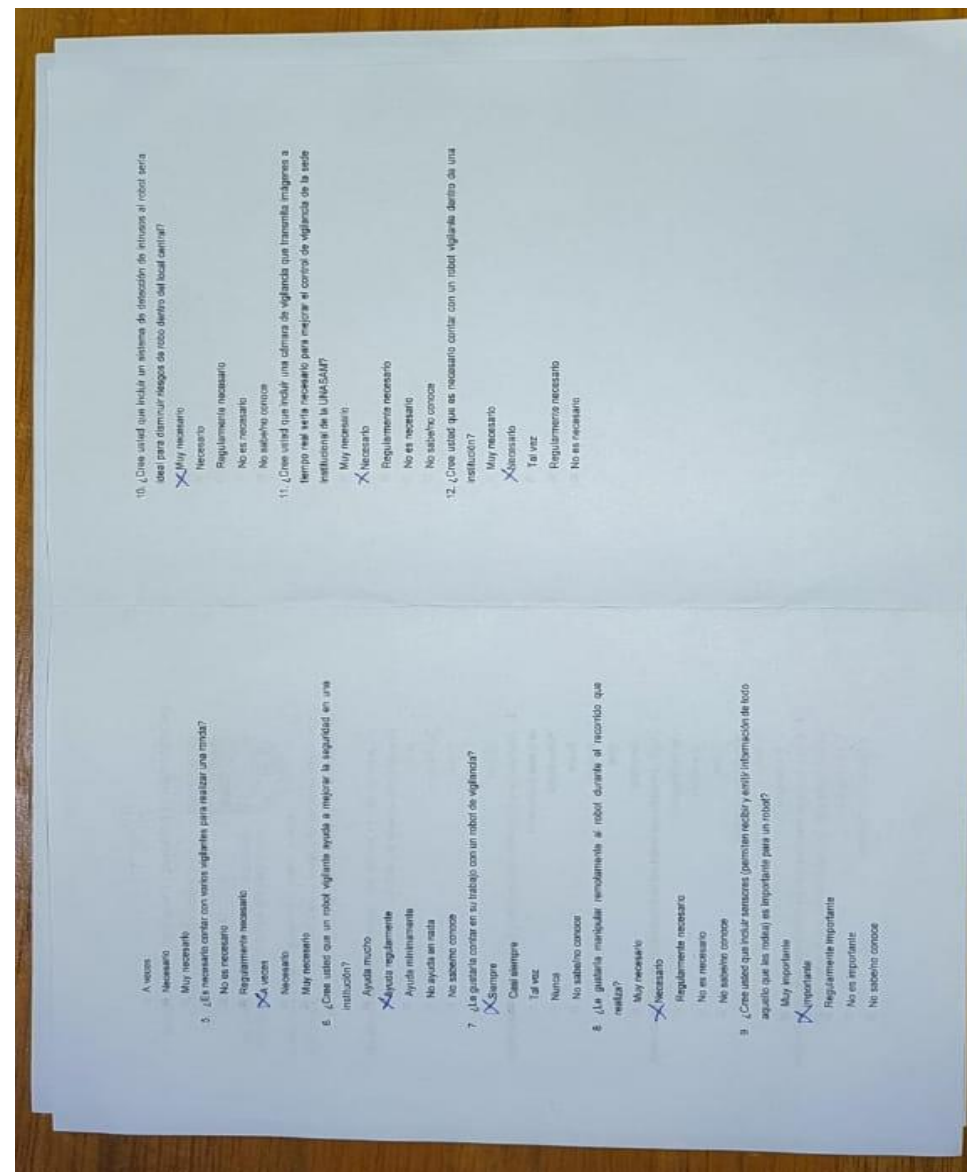 A veces
Necesario
Muy necesario
5. ¿Es necesario contar con varios vigilantes para realizar una ronda?
No es necesario
Regularmente necesario
X A veces
Necesario
Muy necesario
6. ¿Cree usted que un robot vigilante ayuda a mejorar la seguridad en una
institución?
Ayuda mucho
X Ayuda regularmente
Ayuda mínimamente
No ayuda en nada
No sabe/no conoce
7. ¿Le gustaría contar en su trabajo con un robot de vigilancia?
X Siempre
Casi siempre
Tal vez
Nunca
No sabe/no conoce
8. ¿Le gustaría manipular remotamente al robot durante el recorrido que
realiza?
Muy necesario
X Necesario
Regularmente necesario
No es necesario
No sabe/no conoce
9. ¿Cree usted que incluir sensores (permiten recibir y emitir información de todo
aquello que les rodea) es importante para un robot?
Muy importante
X Importante
Regularmente importante
No es importante
No sabe/no conoce
10. ¿Cree usted que incluir un sistema de detección de intrusos al robot sería
ideal para disminuir riesgos de robo dentro del local central?
X Muy necesario
Necesario
Regularmente necesario
No es necesario
No sabe/no conoce
11. ¿Cree usted que incluir una cámara de vigilancia que transmita imágenes a
tiempo real sería necesario para mejorar el control de vigilancia de la sede
institucional de la UNASAM?
Muy necesario
X Necesario
Regularmente necesario
No es necesario
No sabe/no conoce
12. ¿Cree usted que es necesario contar con un robot vigilante dentro de una
institución?
Muy necesario
X Necesario
Tal vez
Regularmente necesario
No es necesario